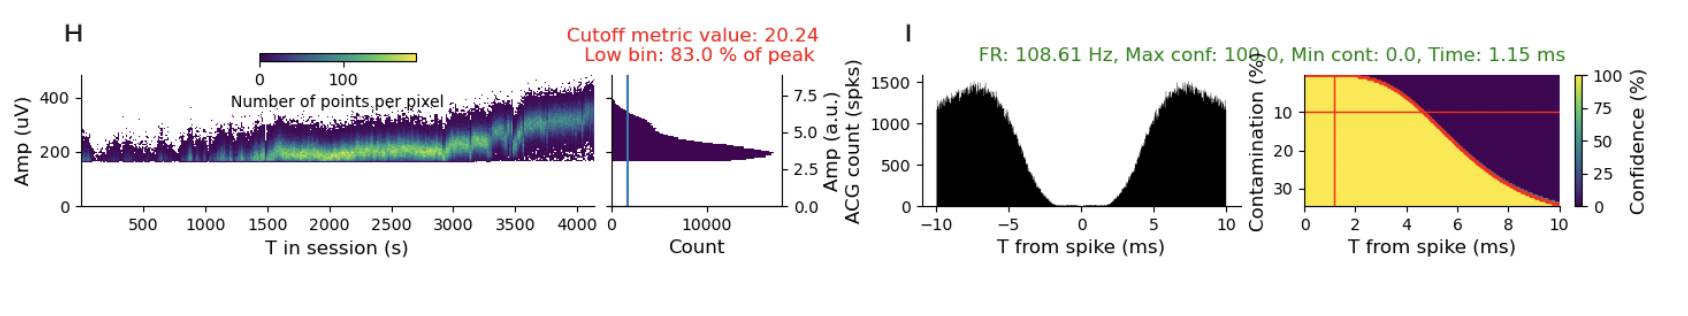 H
Cutoff metric value: 20.24
Low bin: 83.0 % of peak
0 100
Number of points per pixel
Amp (uV)
400
200
0
500 1000 1500 2000 2500 3000 3500 4000
T in session (s)
0 10000
Count
7.5
5.0
2.5
0.0
Amp (a.u.)
I
FR: 108.61 Hz, Max conf: 100.0, Min cont: 0.0, Time: 1.15 ms
ACG count (spks)
1500
1000
500
0
−10 −5 0 5 10
T from spike (ms)
Contamination (%)
10
20
30
0 2 4 6 8 10
T from spike (ms)
100
75
50
25
0
Confidence (%)